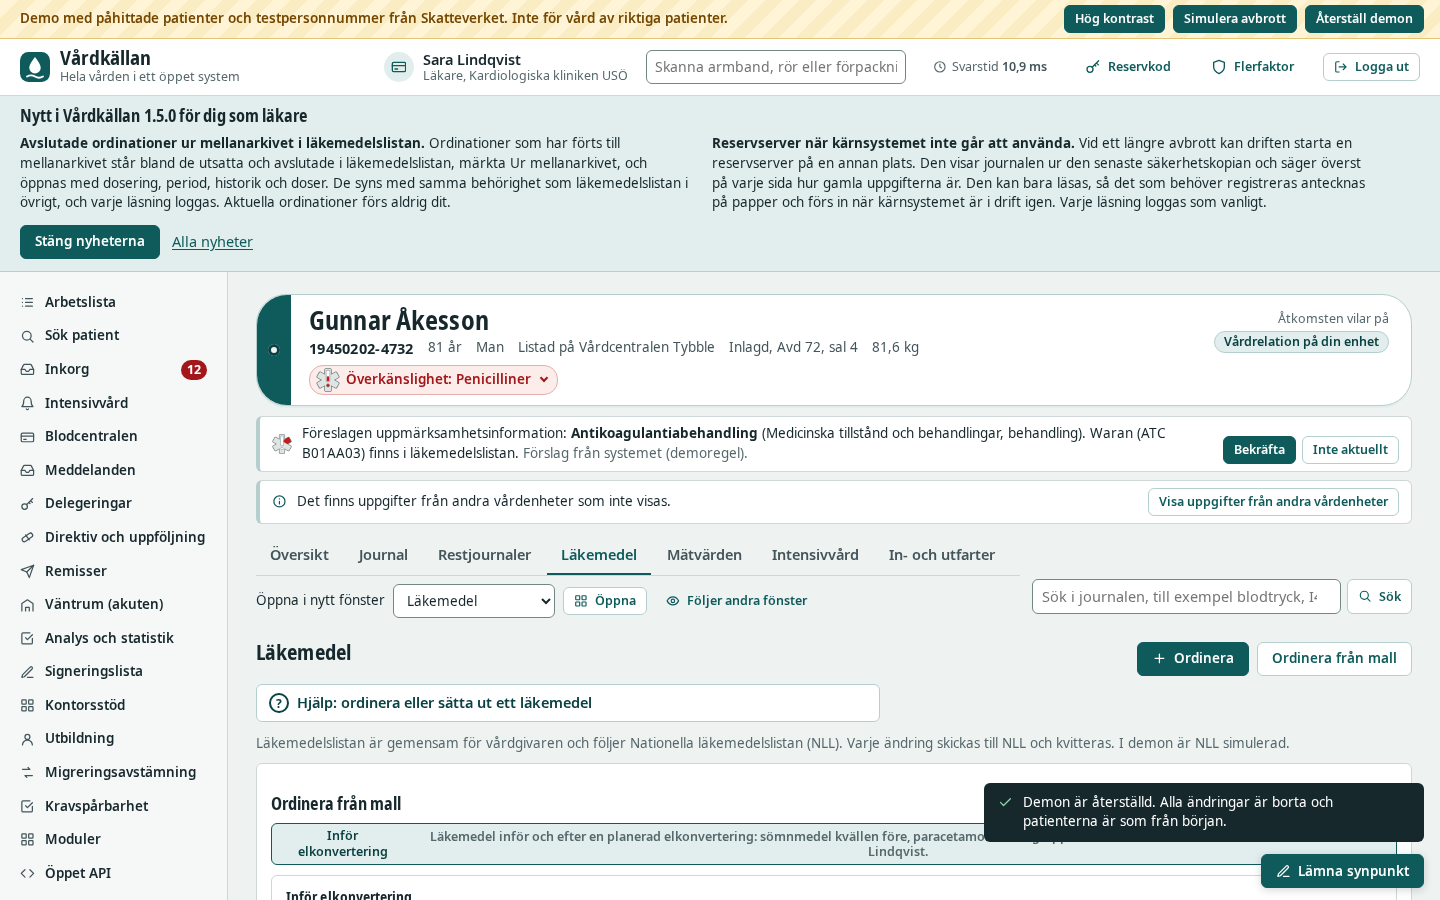 Demo med påhittade patienter och testpersonnummer från Skatteverket. Inte för vård av riktiga patienter.
Hög kontrast
Simulera avbrott
Återställ demon
Vårdkällan
Hela vården i ett öppet system
Sara Lindqvist
Läkare, Kardiologiska kliniken USÖ
Skanna armband, rör eller förpackni
Svarstid 10,9 ms
Reservkod
Flerfaktor
Logga ut
Nytt i Vårdkällan 1.5.0 för dig som läkare
Avslutade ordinationer ur mellanarkivet i läkemedelslistan. Ordinationer som har förts till
mellanarkivet står bland de utsatta och avslutade i läkemedelslistan, märkta Ur mellanarkivet, och
öppnas med dosering, period, historik och doser. De syns med samma behörighet som läkemedelslistan i
övrigt, och varje läsning loggas. Aktuella ordinationer förs aldrig dit.
Reservserver när kärnsystemet inte går att använda. Vid ett längre avbrott kan driften starta en
reservserver på en annan plats. Den visar journalen ur den senaste säkerhetskopian och säger överst
på varje sida hur gamla uppgifterna är. Den kan bara läsas, så det som behöver registreras antecknas
på papper och förs in när kärnsystemet är i drift igen. Varje läsning loggas som vanligt.
Stäng nyheterna
Alla nyheter
Arbetslista
Sök patient
Inkorg
12
Intensivvård
Blodcentralen
Meddelanden
Delegeringar
Direktiv och uppföljning
Remisser
Väntrum (akuten)
Analys och statistik
Signeringslista
Kontorsstöd
Utbildning
Migreringsavstämning
Kravspårbarhet
Moduler
Öppet API
Gunnar Åkesson
19450202-4732
81 år
Man
Listad på Vårdcentralen Tybble
Inlagd, Avd 72, sal 4
81,6 kg
Överkänslighet: Penicilliner
Åtkomsten vilar på
Vårdrelation på din enhet
Föreslagen uppmärksamhetsinformation: Antikoagulantiabehandling (Medicinska tillstånd och behandlingar, behandling). Waran (ATC
B01AA03) finns i läkemedelslistan. Förslag från systemet (demoregel).
Bekräfta
Inte aktuellt
Det finns uppgifter från andra vårdenheter som inte visas.
Visa uppgifter från andra vårdenheter
Översikt
Journal
Restjournaler
Läkemedel
Mätvärden
Intensivvård
In- och utfarter
Öppna i nytt fönster
Läkemedel
Öppna
Följer andra fönster
Sök i journalen, till exempel blodtryck, I4
Sök
Läkemedel
Ordinera
Ordinera från mall
Hjälp: ordinera eller sätta ut ett läkemedel
Läkemedelslistan är gemensam för vårdgivaren och följer Nationella läkemedelslistan (NLL). Varje ändring skickas till NLL och kvitteras. I demon är NLL simulerad.
Ordinera från mall
Inför
elkonvertering
Läkemedel inför och efter en planerad elkonvertering: sömnmedel kvällen före, paracetamo
Lindqvist.
Inför elkonvertering
Demon är återställd. Alla ändringar är borta och
patienterna är som från början.
Lämna synpunkt